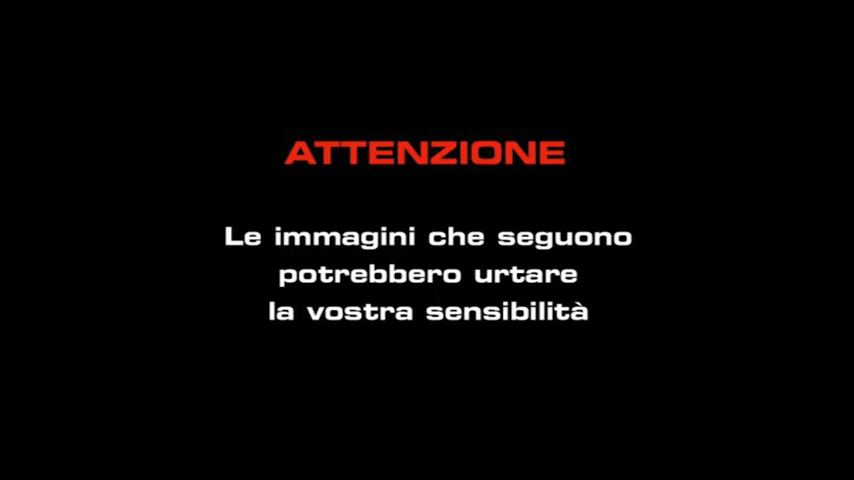 ATTENZIONE
Le immagini che seguono
potrebbero urtare
la vostra sensibilità